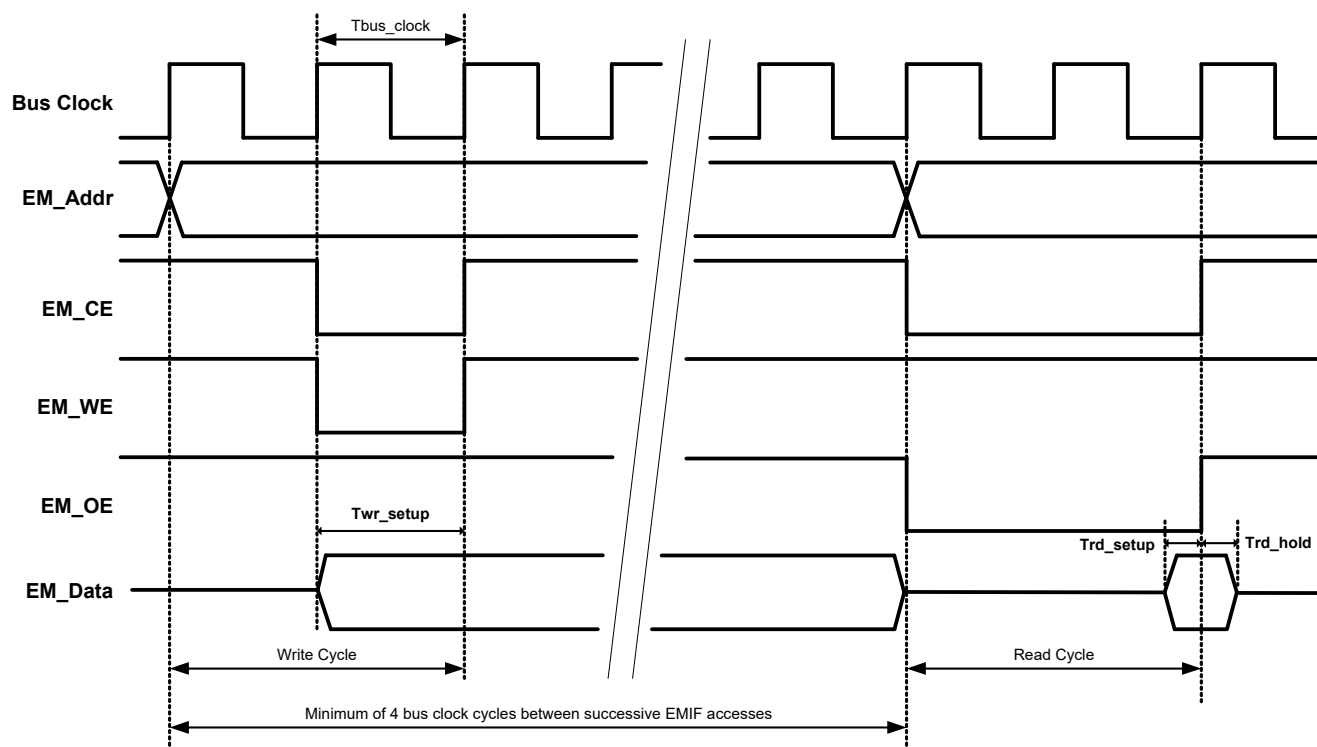 Tbus_clock
Bus Clock
EM_Addr
EM_CE
EM_WE
EM_OE
Twr_setup
Trd_setup
Trd_hold
EM_Data
Write Cycle
Read Cycle
Minimum of 4 bus clock cycles between successive EMIF accesses